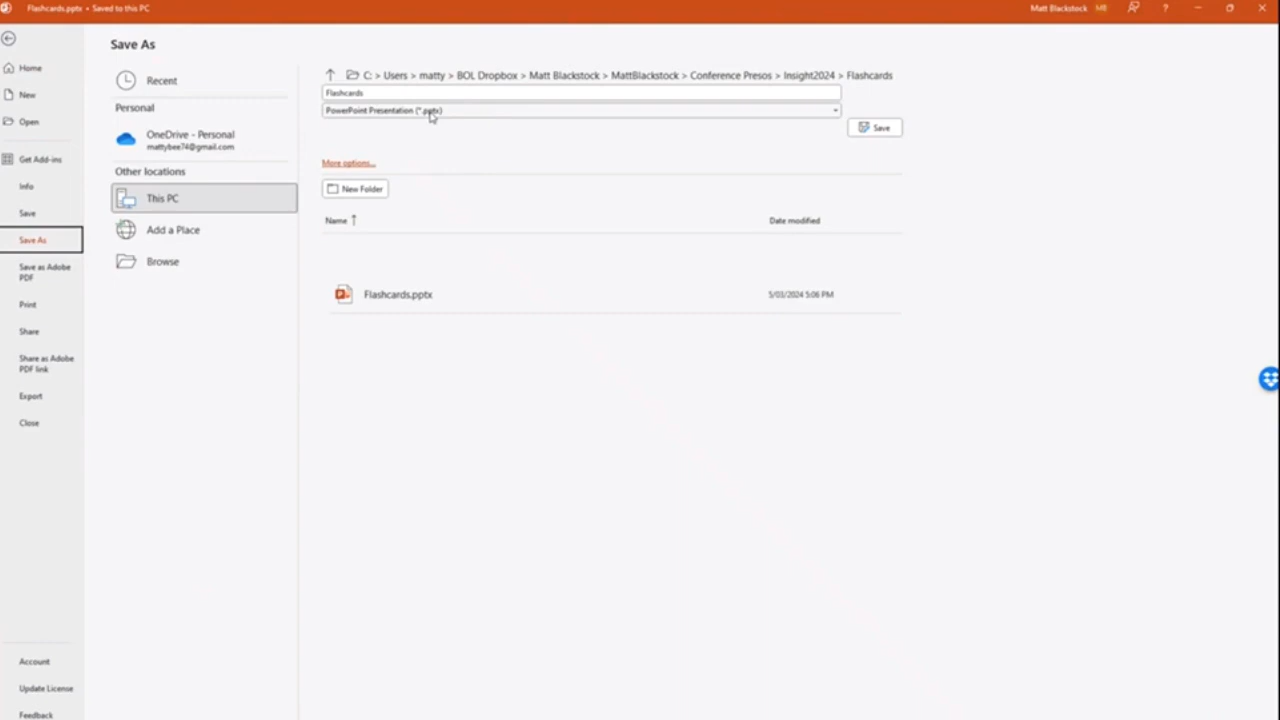 Flashcards.pptx • Saved to this PC
Matt Blackstock MB ?
Home
New
Open
Get Add-ins
Info
Save
Save As
Save as Adobe
PDF
Print
Share
Share as Adobe
PDF link
Export
Close
Account
Update License
Feedback
Save As
Recent
Personal
OneDrive - Personal
mattybee74@gmail.com
Other locations
This PC
Add a Place
Browse
C: > Users > matty > BOL Dropbox > Matt Blackstock > MattBlackstock > Conference Presos > Insight2024 > Flashcards
Flashcards
PowerPoint Presentation (*.pptx)
Save
More options...
New Folder
Name ↑ Date modified
Flashcards.pptx 5/03/2024 5:06 PM